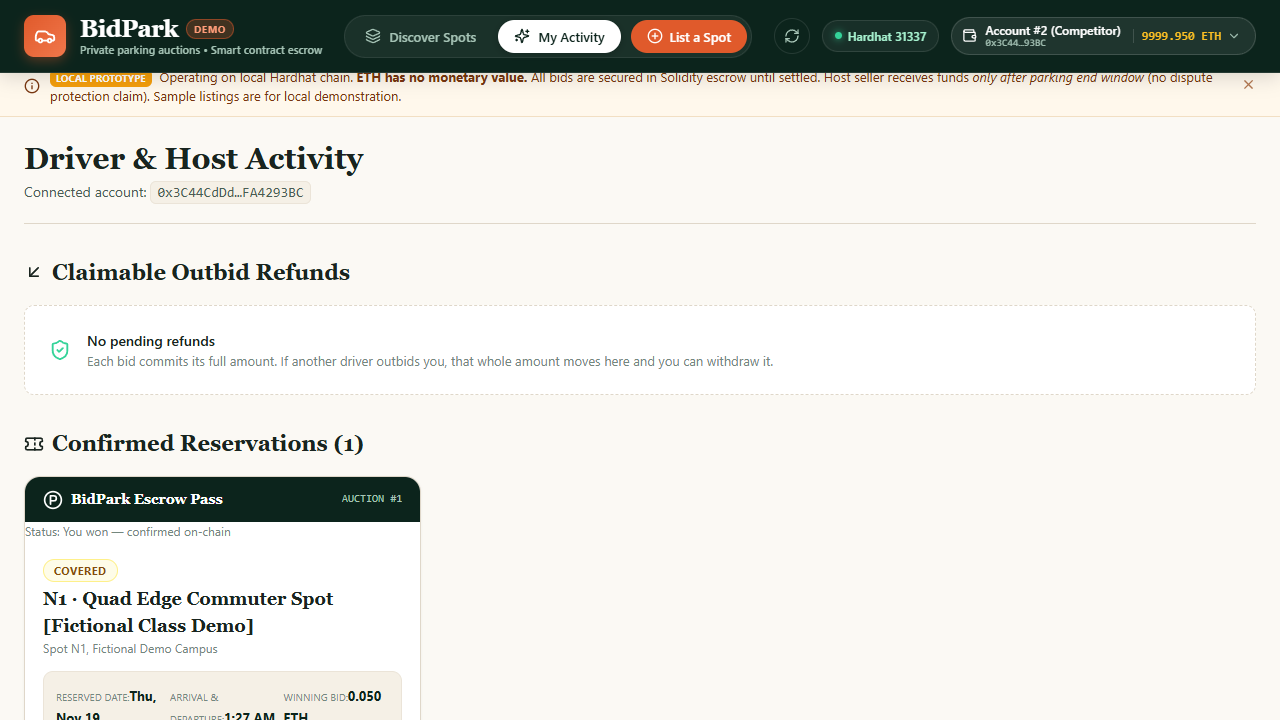 BidPark DEMO
Private parking auctions • Smart contract escrow
Discover Spots
My Activity
List a Spot
Hardhat 31337
Account #2 (Competitor)
0x3C44…93BC
9999.950 ETH
LOCAL PROTOTYPE Operating on local Hardhat chain. ETH has no monetary value. All bids are secured in Solidity escrow until settled. Host seller receives funds only after parking end window (no dispute
protection claim). Sample listings are for local demonstration.
Driver & Host Activity
Connected account: 0x3C44CdDd…FA4293BC
Claimable Outbid Refunds
No pending refunds
Each bid commits its full amount. If another driver outbids you, that whole amount moves here and you can withdraw it.
Confirmed Reservations (1)
BidPark Escrow Pass
AUCTION #1
Status: You won — confirmed on-chain
COVERED
N1 · Quad Edge Commuter Spot
[Fictional Class Demo]
Spot N1, Fictional Demo Campus
RESERVED DATE: Thu,
Nov 19
ARRIVAL &
DEPARTURE: 1:27 AM
WINNING BID: 0.050
ETH